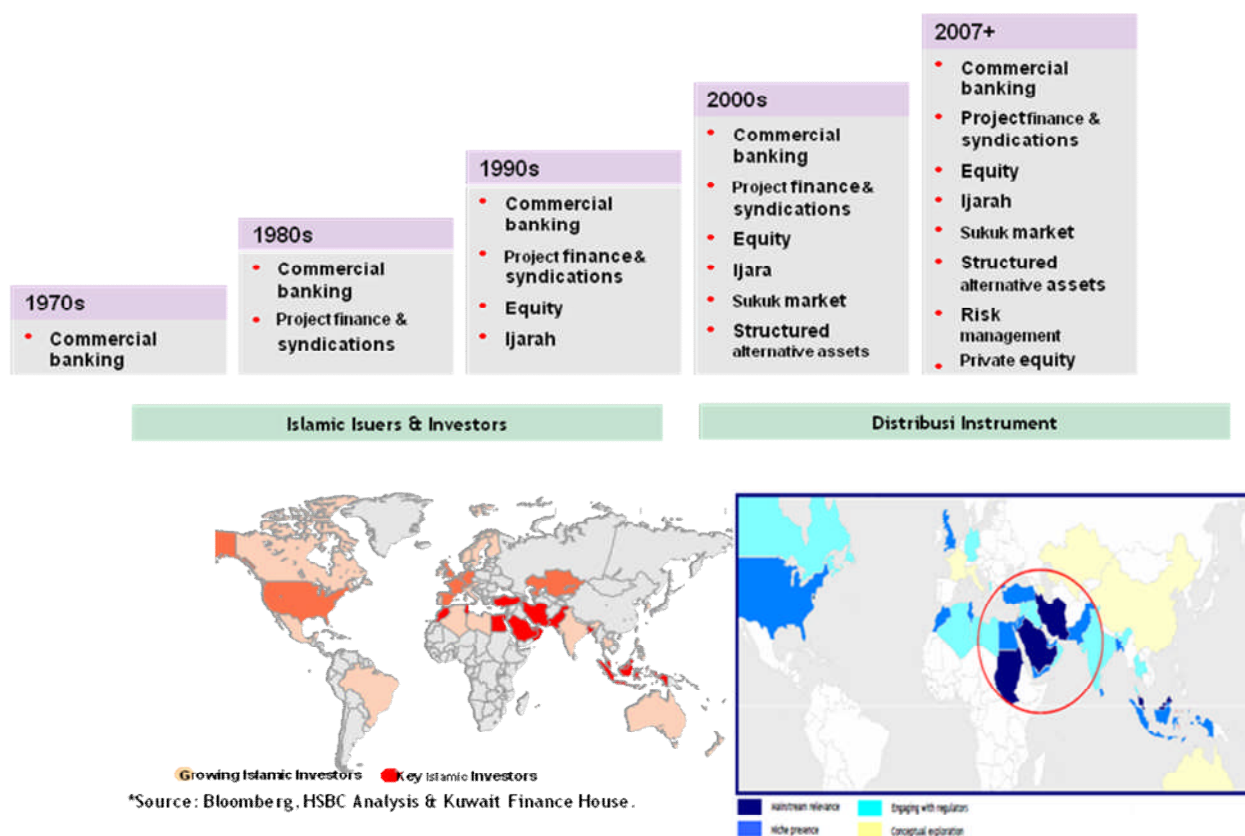 1970s
• Commercial
banking
1980s
• Commercial
banking
• Project finance &
syndications
1990s
• Commercial
banking
• Project finance &
syndications
• Equity
• Ijarah
2000s
• Commercial
banking
• Project finance &
syndications
• Equity
• Ijara
• Sukuk market
• Structured
alternative assets
2007+
• Commercial
banking
• Project finance &
syndications
• Equity
• Ijarah
• Sukuk market
• Structured
alternative assets
• Risk
management
• Private equity
Islamic Isuers & Investors
Distribusi Instrument
Growing Islamic Investors
Key Islamic Investors
*Source: Bloomberg, HSBC Analysis & Kuwait Finance House.
Mainstream relevance
Engaging with regulators
Niche presence
Conceptual exploration